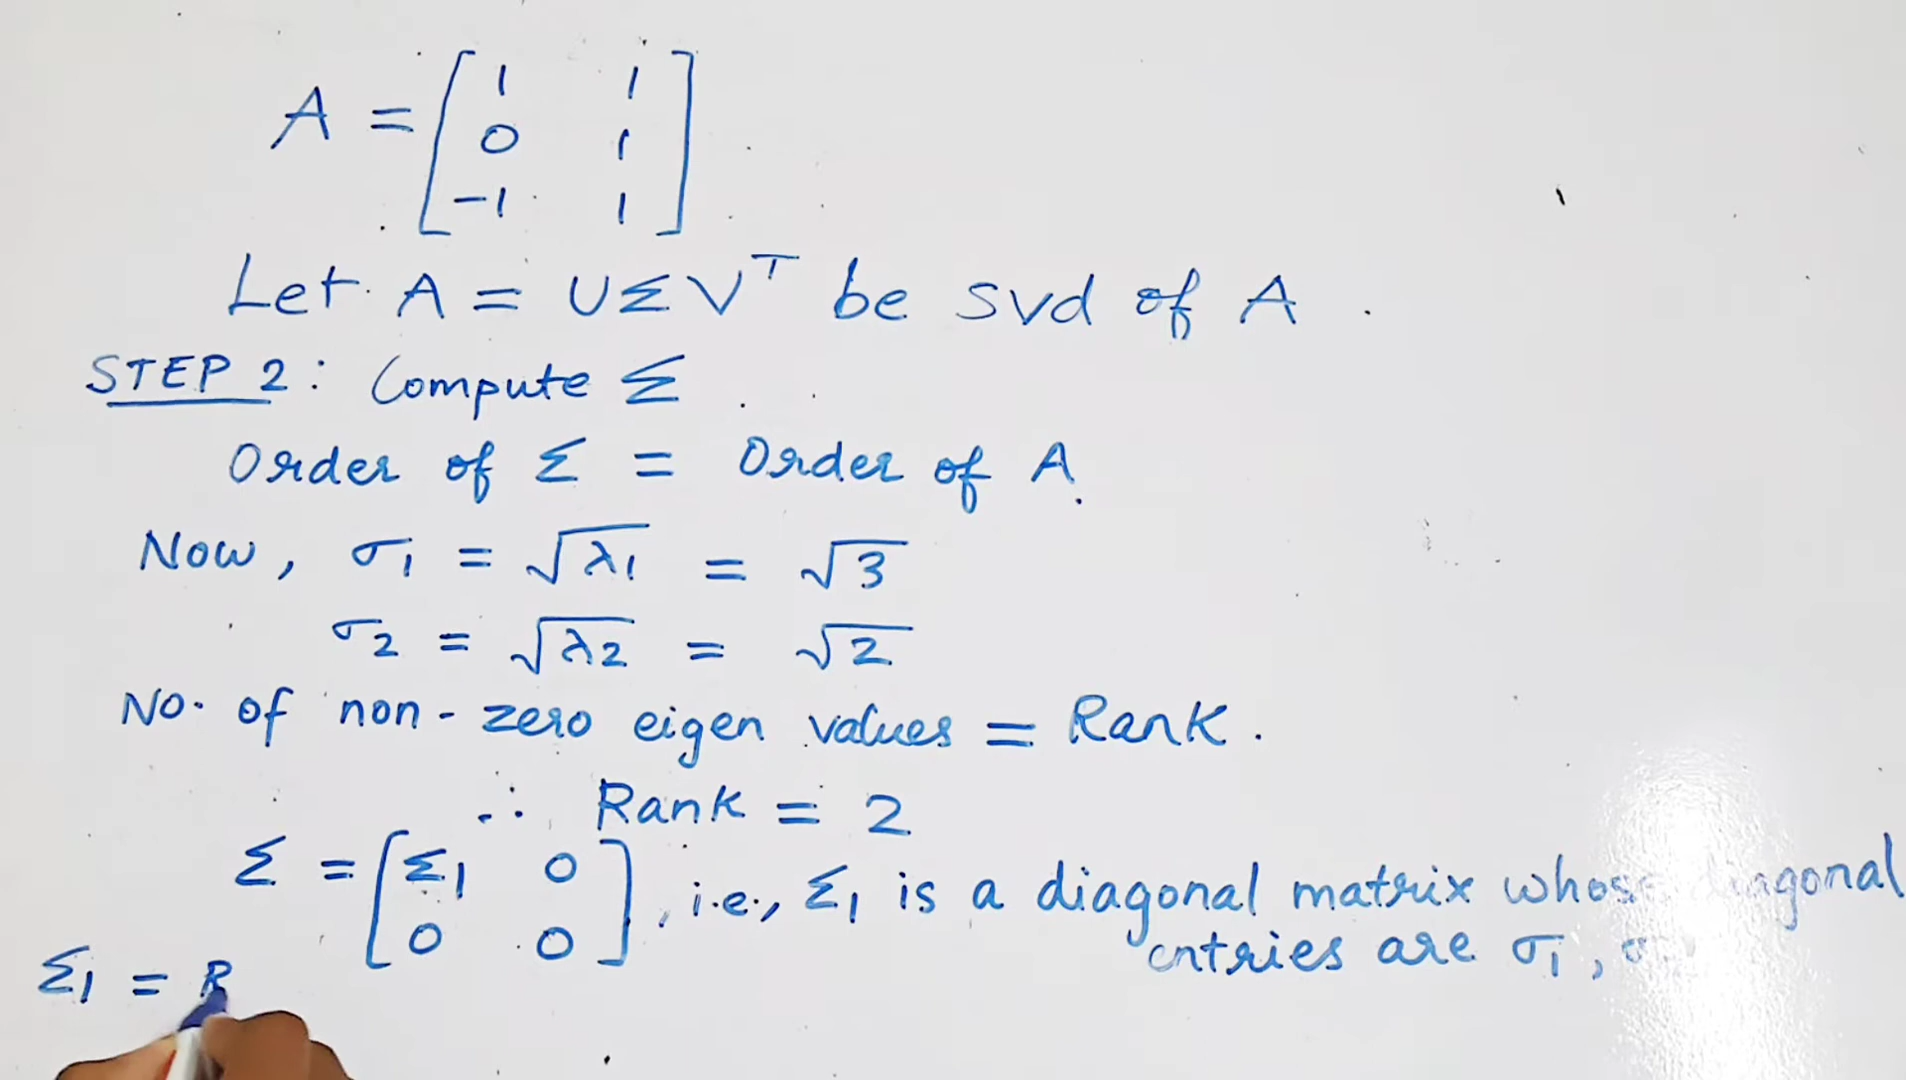 A = [ 1 1
0 1
-1 1 ]
Let A = UΣV^T be svd of A.
STEP 2: Compute Σ
Order of Σ = Order of A.
Now, σ1 = √λ1 = √3
σ2 = √λ2 = √2
No. of non-zero eigen values = Rank.
∴ Rank = 2
Σ = [ Σ1 0
0 0 ], i.e., Σ1 is a diagonal matrix whose diagonal
entries are σ1,
Σ1 = R